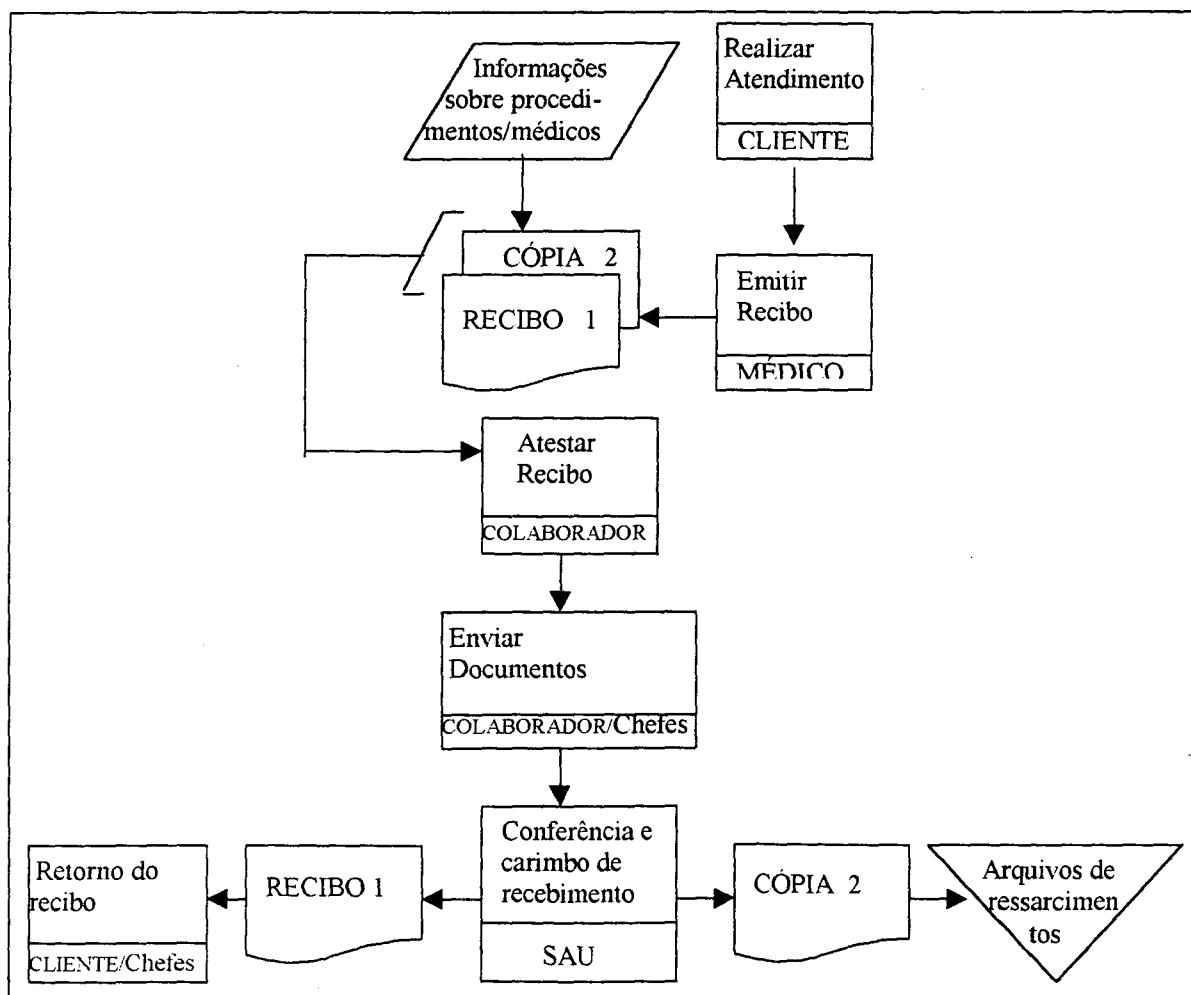 Informações
sobre procedi-
mentos/médicos
Realizar
Atendimento
CLIENTE
CÓPIA 2
RECIBO 1
Emitir
Recibo
MÉDICO
Atestar
Recibo
COLABORADOR
Enviar
Documentos
COLABORADOR/Chefes
Conferência e
carimbo de
recebimento
SAU
RECIBO 1
Retorno do
recibo
CLIENTE/Chefes
CÓPIA 2
Arquivos de
ressarcimen
tos